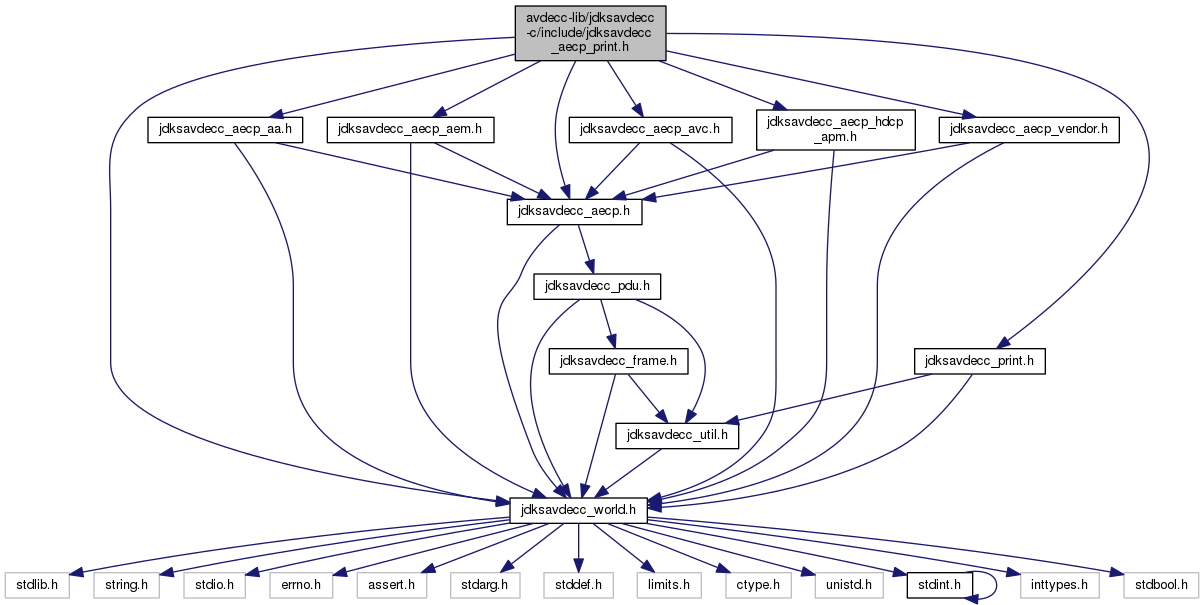 avdecc-lib/jdksavdecc
-c/include/jdksavdecc
_aecp_print.h
jdksavdecc_aecp_aa.h
jdksavdecc_aecp_aem.h
jdksavdecc_aecp_avc.h
jdksavdecc_aecp_hdcp
_apm.h
jdksavdecc_aecp_vendor.h
jdksavdecc_aecp.h
jdksavdecc_pdu.h
jdksavdecc_frame.h
jdksavdecc_print.h
jdksavdecc_util.h
jdksavdecc_world.h
stdlib.h
string.h
stdio.h
errno.h
assert.h
stdarg.h
stddef.h
limits.h
ctype.h
unistd.h
stdint.h
inttypes.h
stdbool.h